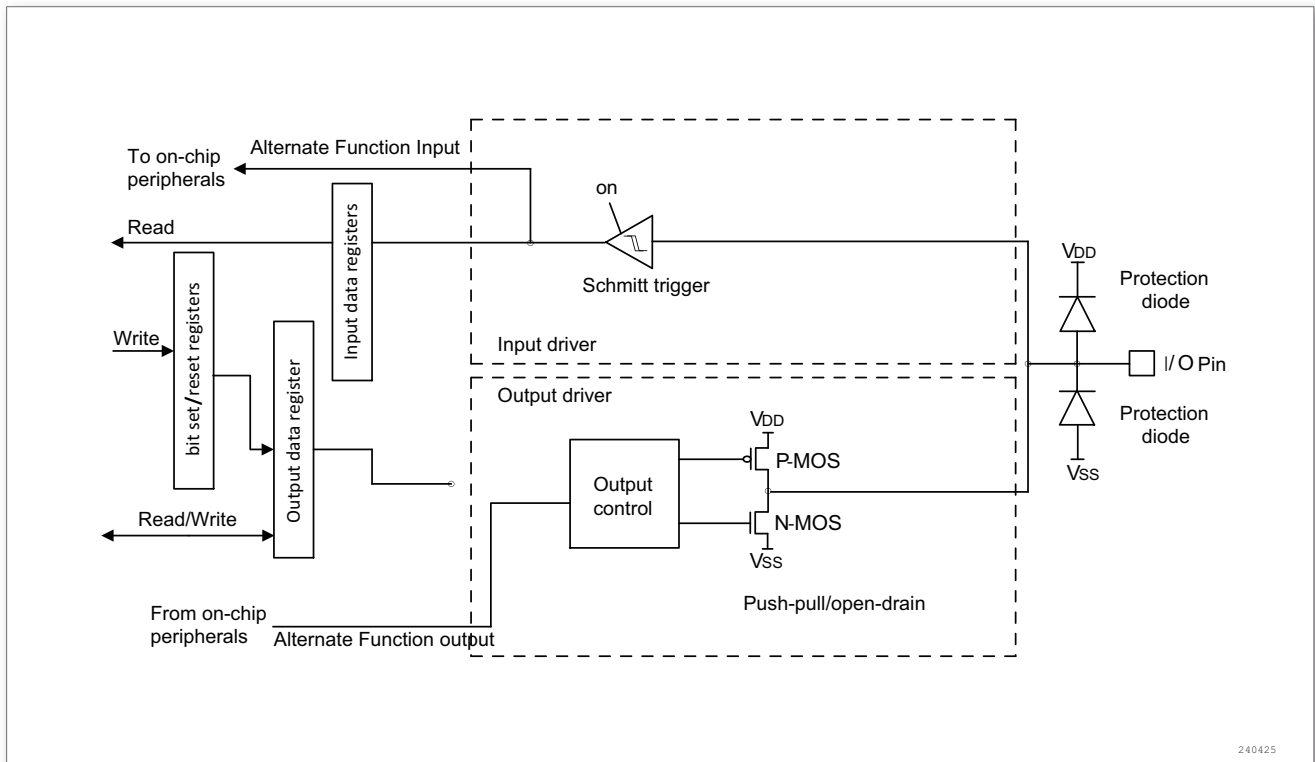 Alternate Function Input
To on-chip
peripherals
on
Read
Input data registers
Schmitt trigger
VDD
Protection
diode
bit set/reset registers
Write
Input driver
I/O Pin
Output data register
Output driver
VDD
P-MOS
Protection
diode
Output
control
VSS
Read/Write
N-MOS
VSS
Push-pull/open-drain
From on-chip
peripherals
Alternate Function output
240425